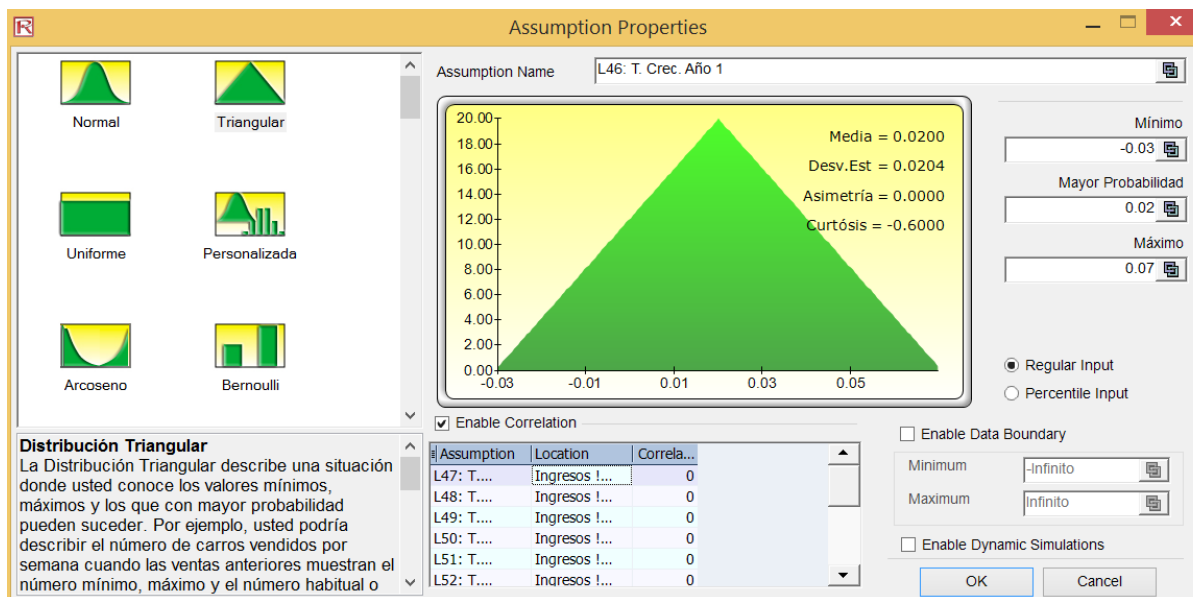 Assumption Properties
Normal
Triangular
Uniforme
Personalizada
Arcoseno
Bernoulli
Distribución Triangular
La Distribución Triangular describe una situación
donde usted conoce los valores mínimos,
máximos y los que con mayor probabilidad
pueden suceder. Por ejemplo, usted podría
describir el número de carros vendidos por
semana cuando las ventas anteriores muestran el
número mínimo, máximo y el número habitual o
Assumption Name
L46: T. Crec. Año 1
20.00
18.00
16.00
14.00
12.00
10.00
8.00
6.00
4.00
2.00
0.00
-0.03
-0.01
0.01
0.03
0.05
Media = 0.0200
Desv.Est = 0.0204
Asimetría = 0.0000
Curtósis = -0.6000
Enable Correlation
Assumption Location Correla...
L47: T.... Ingresos !... 0
L48: T.... Ingresos !... 0
L49: T.... Ingresos !... 0
L50: T.... Ingresos !... 0
L51: T.... Ingresos !... 0
L52: T.... Ingresos !... 0
Mínimo
-0.03
Mayor Probabilidad
0.02
Máximo
0.07
Regular Input
Percentile Input
Enable Data Boundary
Minimum -Infinito
Maximum Infinito
Enable Dynamic Simulations
OK
Cancel